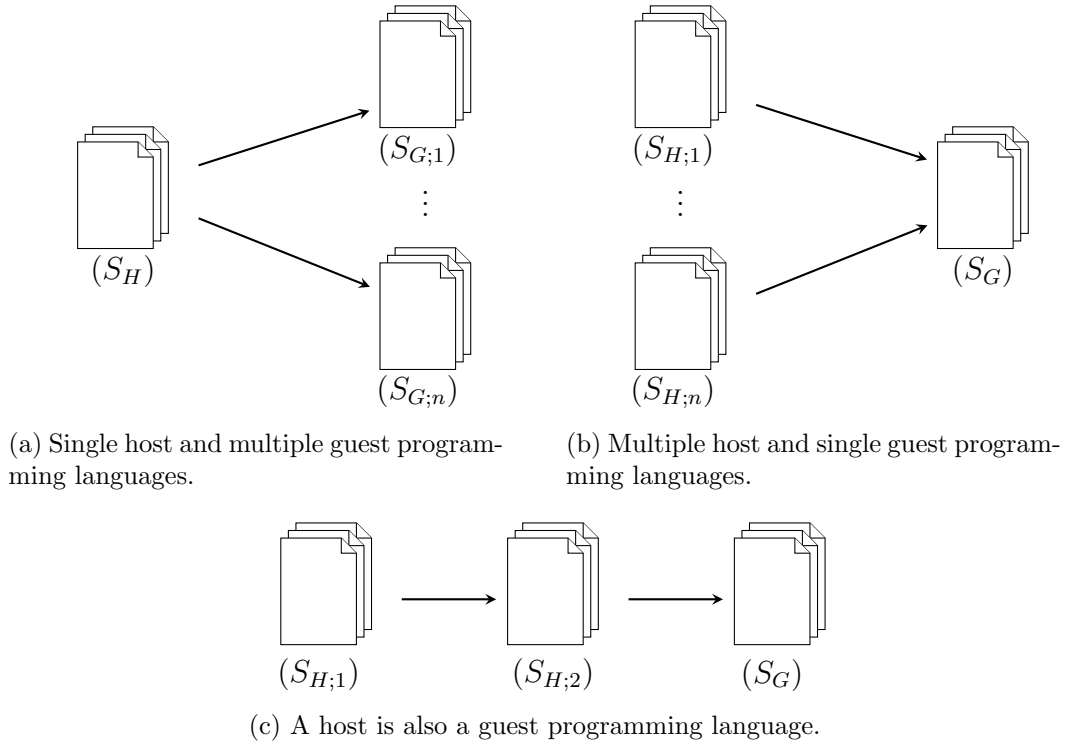 (S_H)
(S_{G;1})
⋮
(S_{G;n})
(a) Single host and multiple guest program-
ming languages.
(S_{H;1})
⋮
(S_{H;n})
(S_G)
(b) Multiple host and single guest program-
ming languages.
(S_{H;1})
(S_{H;2})
(S_G)
(c) A host is also a guest programming language.